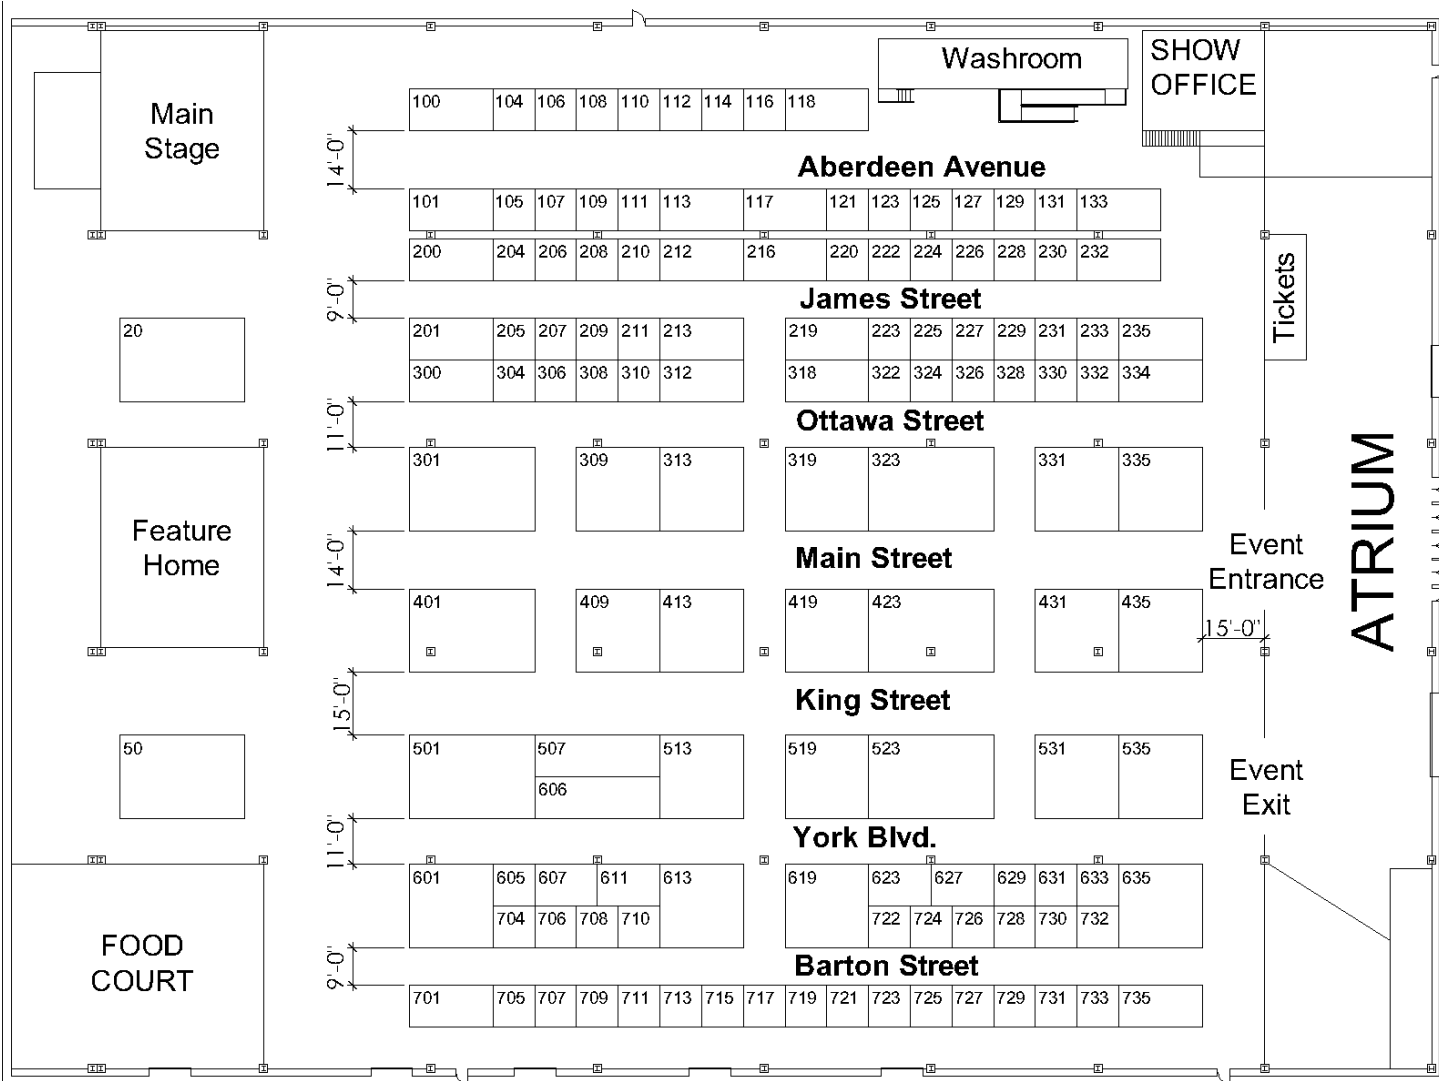 Washroom
SHOW
OFFICE
Main
Stage
100 104 106 108 110 112 114 116 118
14'-0"
Aberdeen Avenue
101 105 107 109 111 113 117 121 123 125 127 129 131 133
200 204 206 208 210 212 216 220 222 224 226 228 230 232
9'-0"
James Street
Tickets
20
201 205 207 209 211 213 219 223 225 227 229 231 233 235
300 304 306 308 310 312 318 322 324 326 328 330 332 334
11'-0"
Ottawa Street
301 309 313 319 323 331 335
Feature
Home
14'-0"
Main Street
Event
Entrance
ATRIUM
401 409 413 419 423 431 435
15'-0"
15'-0"
King Street
50
501 507 513 519 523 531 535
606
Event
Exit
11'-0"
York Blvd.
601 605 607 611 613 619 623 627 629 631 633 635
704 706 708 710 722 724 726 728 730 732
FOOD
COURT
9'-0"
Barton Street
701 705 707 709 711 713 715 717 719 721 723 725 727 729 731 733 735